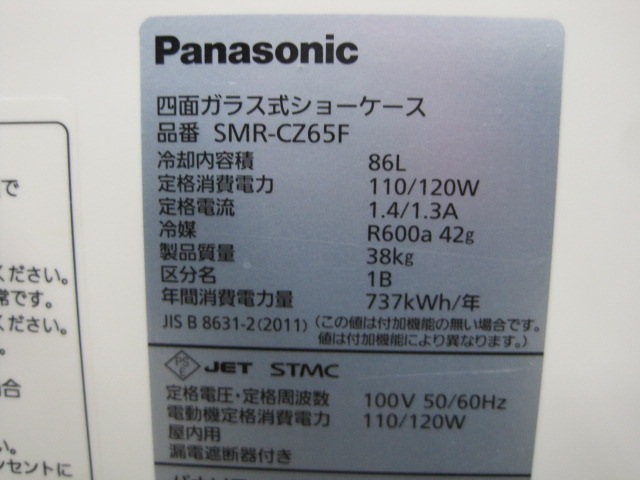 Panasonic
四面ガラス式ショーケース
品番 SMR-CZ65F
冷却内容積 86L
定格消費電力 110/120W
定格電流 1.4/1.3A
冷媒 R600a 42g
製品質量 38kg
区分名 1B
年間消費電力量 737kWh/年
JIS B 8631-2(2011) (この値は付加機能の無い場合です。
値は付加機能により異なります。)
PS E JET STMC
定格電圧・定格周波数 100V 50/60Hz
電動機定格消費電力 110/120W
屋内用
漏電遮断器付き
で
ください。
常です。
ください。
場合
い。
ンセントに